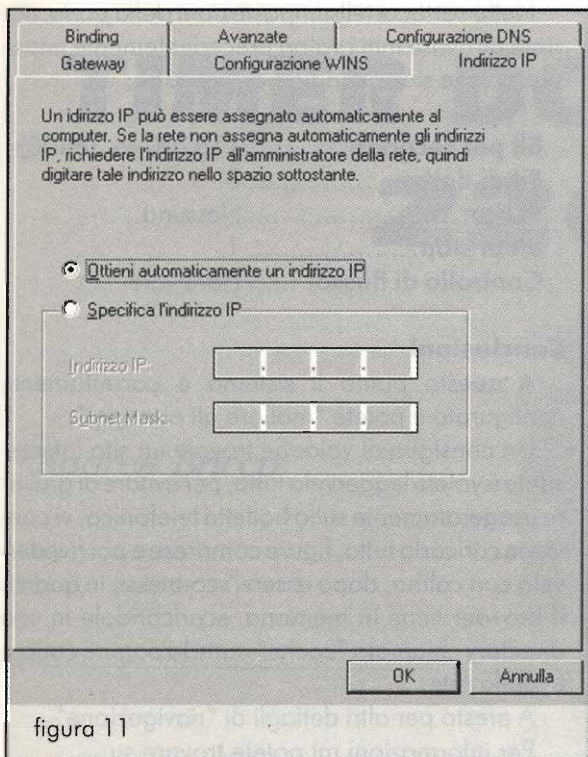 Binding Avanzate Configurazione DNS
Gateway Configurazione WINS Indirizzo IP
Un idirizzo IP può essere assegnato automaticamente al
computer. Se la rete non assegna automaticamente gli indirizzi
IP, richiedere l'indirizzo IP all'amministratore della rete, quindi
digitare tale indirizzo nello spazio sottostante.
Ottieni automaticamente un indirizzo IP
Specifica l'indirizzo IP
Indirizzo IP:
Subnet Mask:
OK Annulla
figura 11